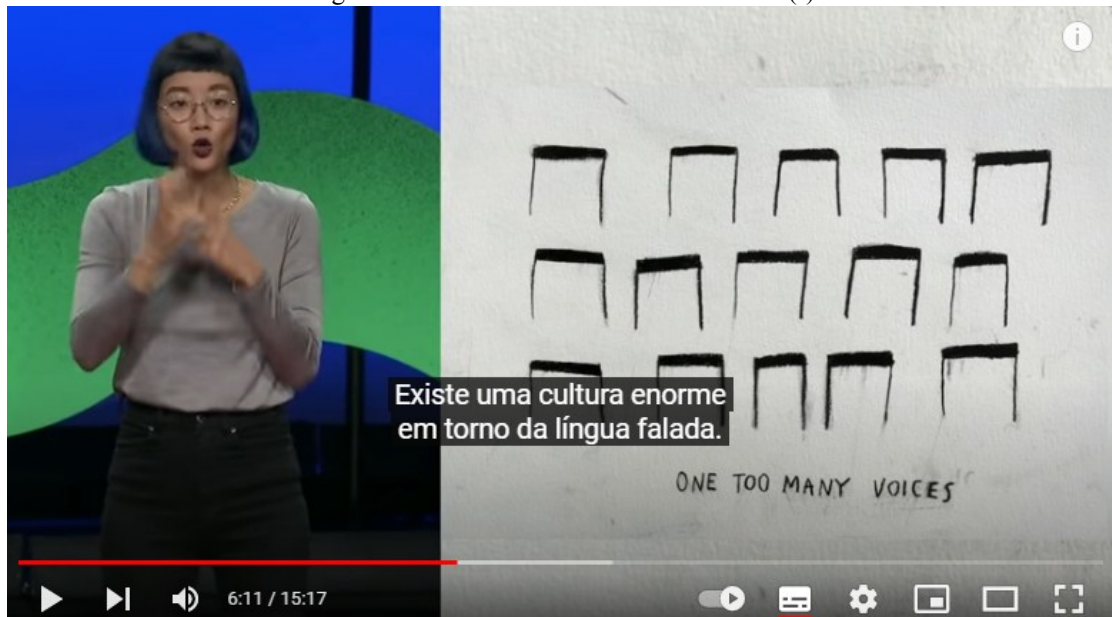 Existe uma cultura enorme
em torno da língua falada.
ONE TOO MANY VOICES
6:11 / 15:17